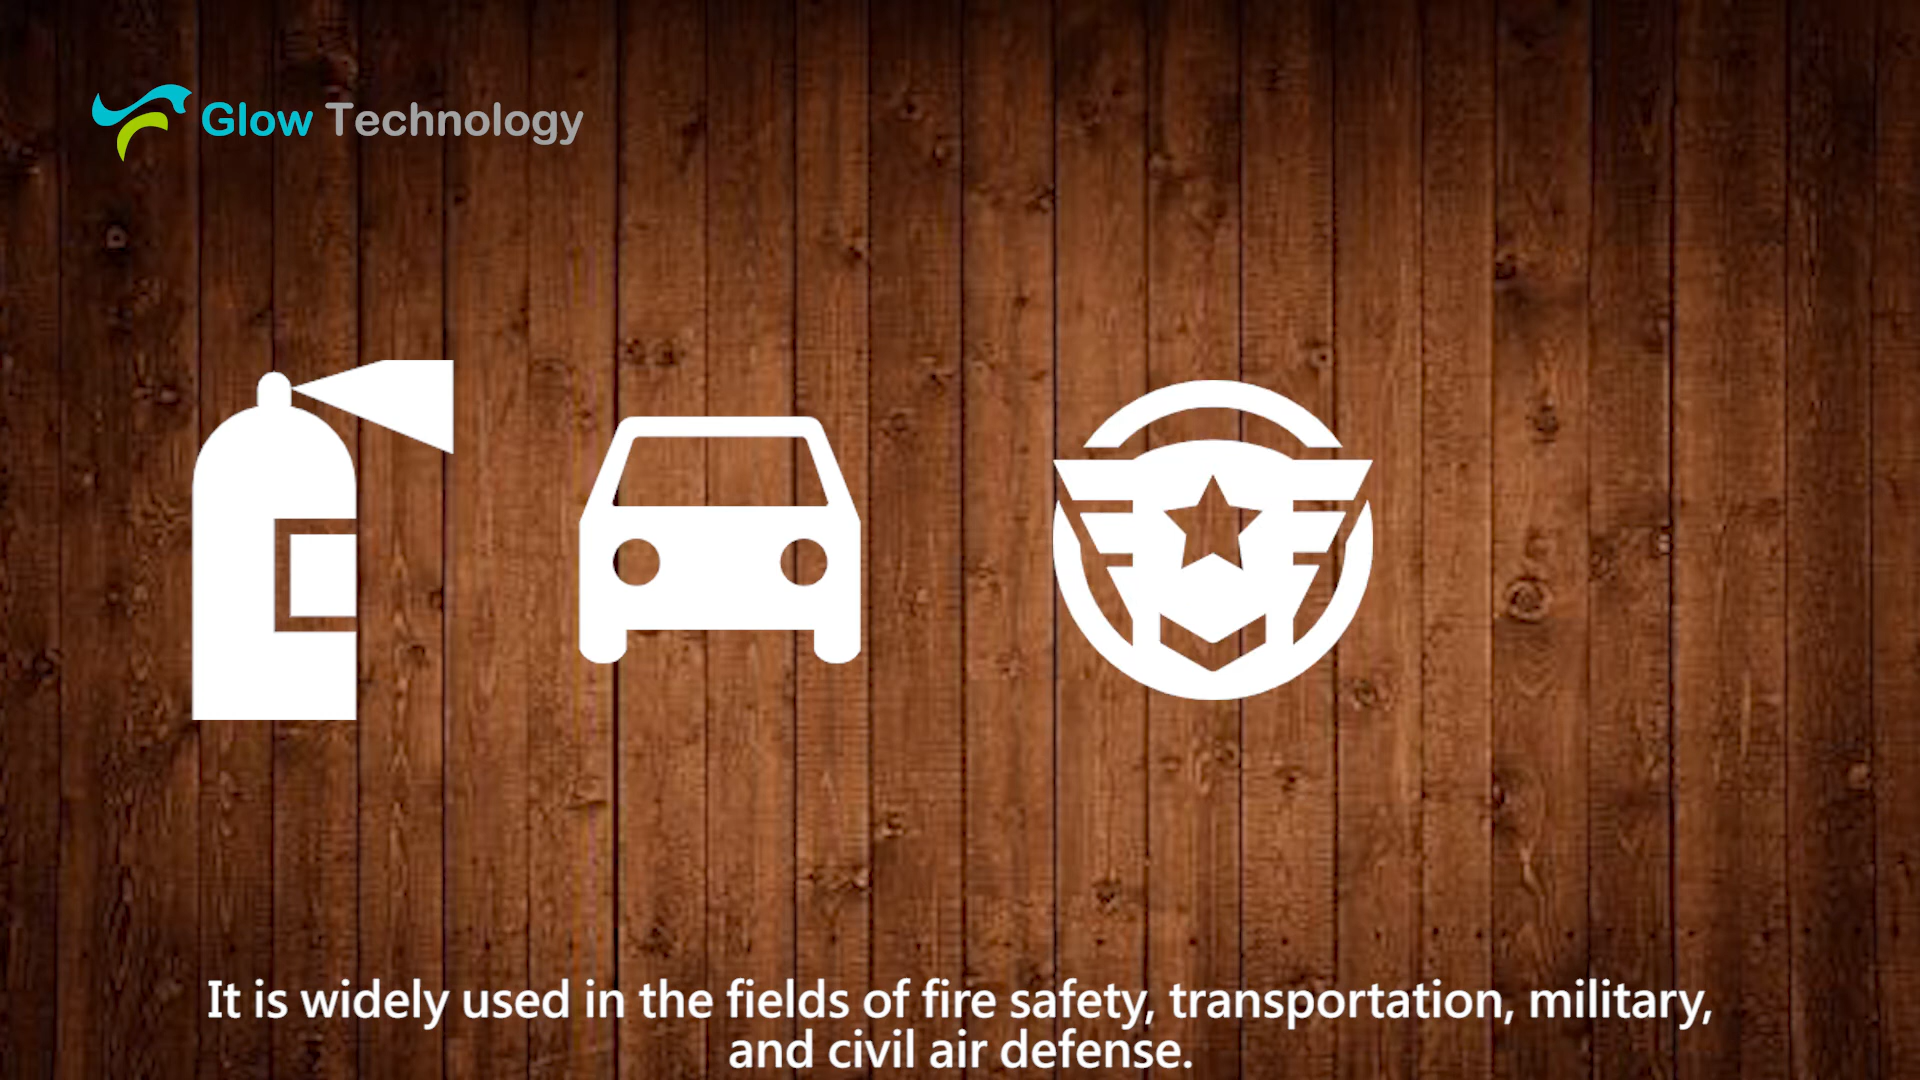 Glow Technology
It is widely used in the fields of fire safety, transportation, military,
and civil air defense.